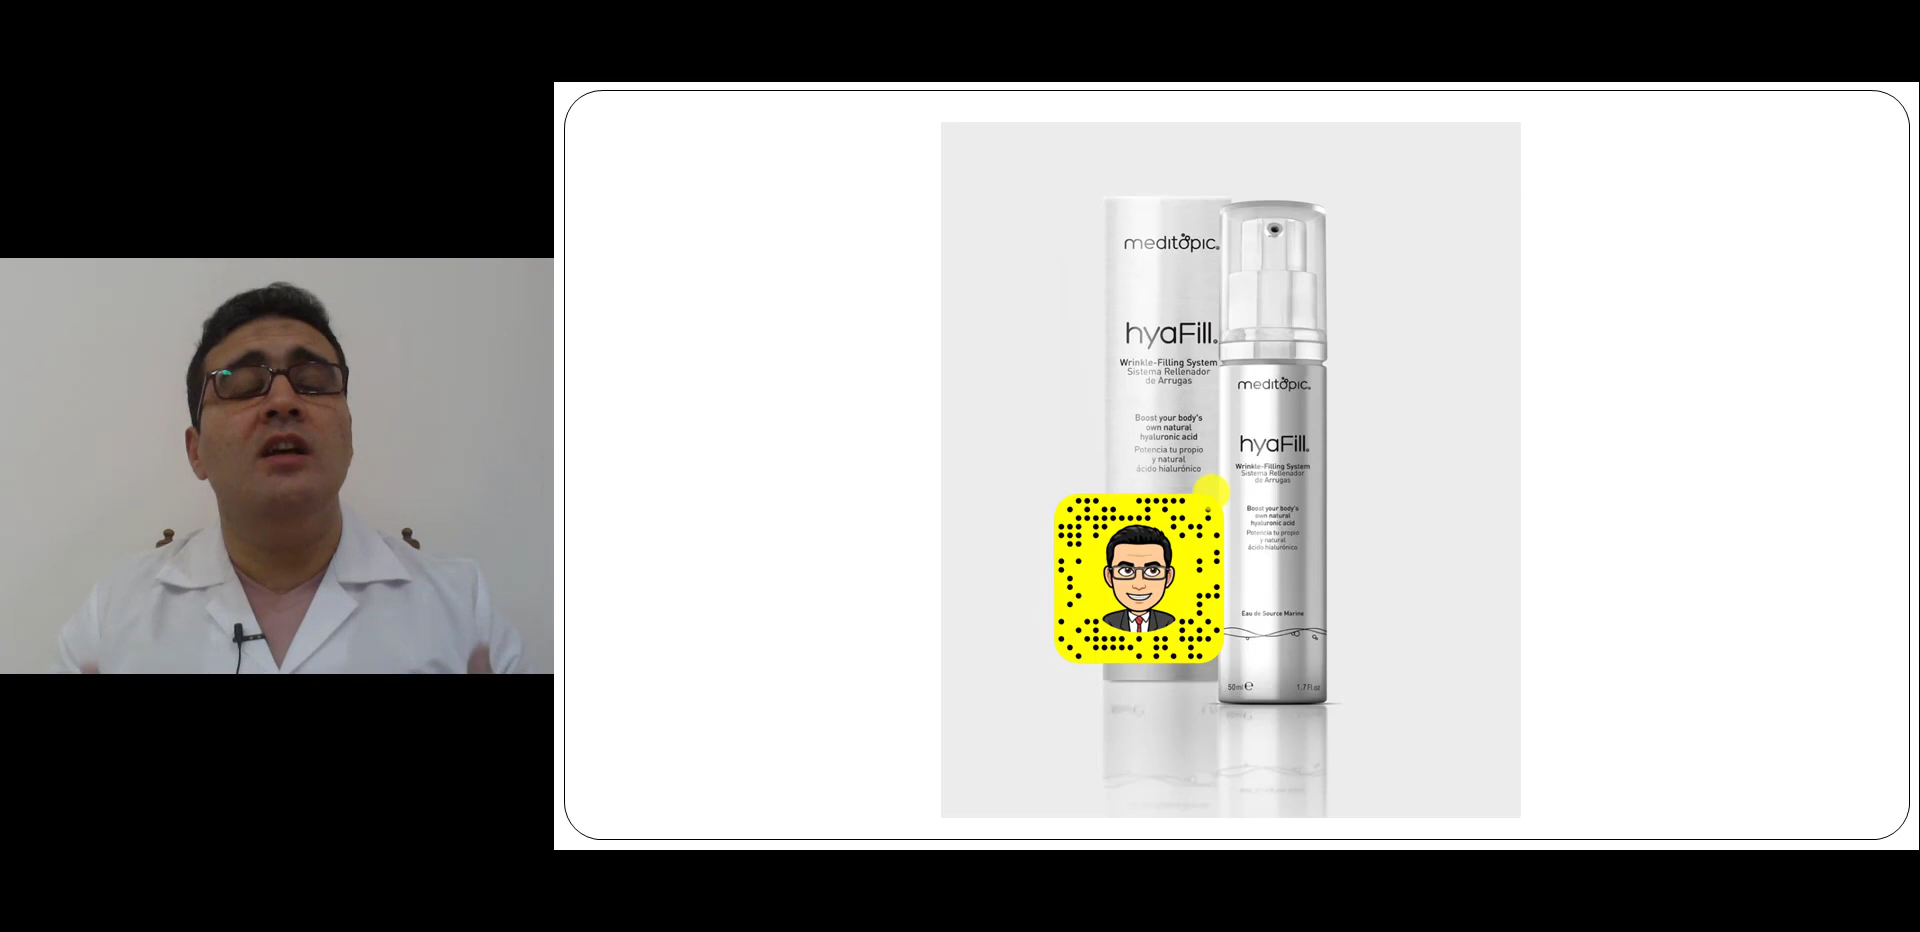 meditopic®
hyaFill®
Wrinkle-Filling System
Sistema Rellenador
de Arrugas
Boost your body's
own natural
hyaluronic acid
Potencia tu propio
y natural
ácido hialurónico
meditopic®
hyaFill®
Wrinkle-Filling System
Sistema Rellenador
de Arrugas
Boost your body's
own natural
hyaluronic acid
Potencia tu propio
y natural
ácido hialurónico
Eau de Source Marine
50ml e 1.7Fl.oz